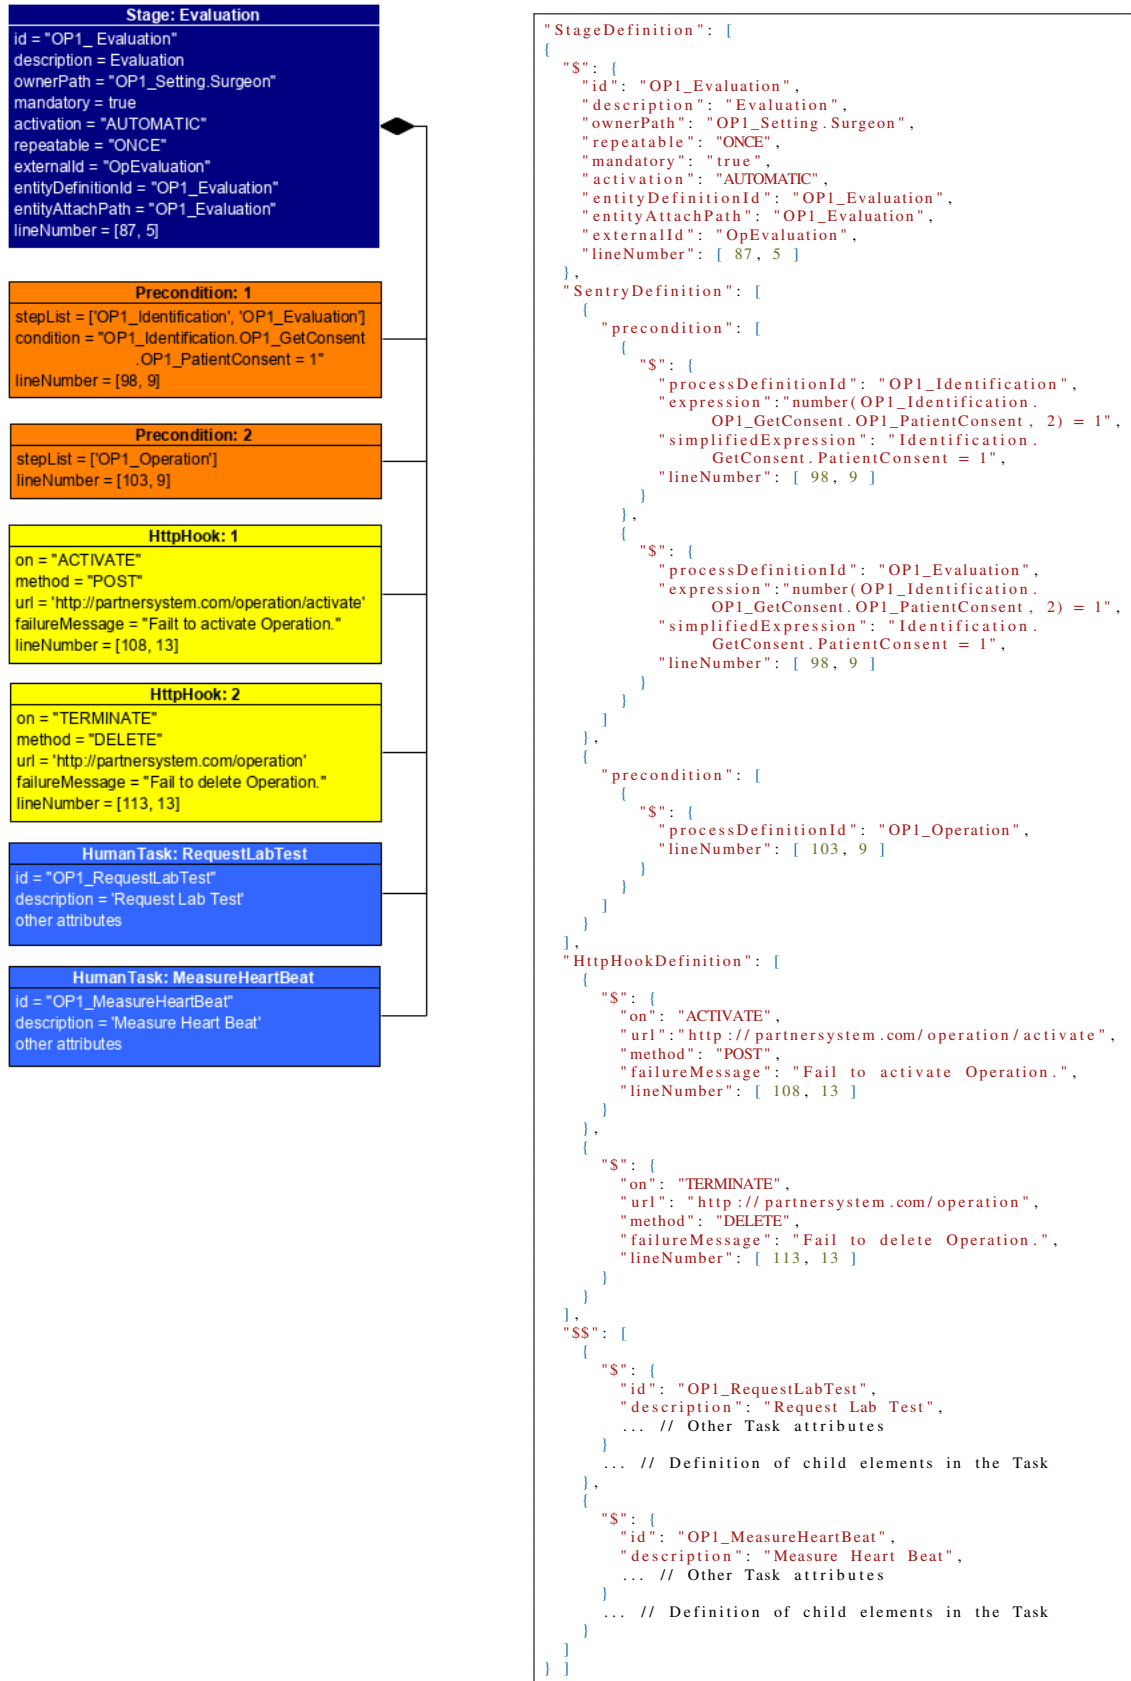 Stage: Evaluation
id = "OP1_ Evaluation"
description = Evaluation
ownerPath = "OP1_Setting.Surgeon"
mandatory = true
activation = "AUTOMATIC"
repeatable = "ONCE"
externalId = "OpEvaluation"
entityDefinitionId = "OP1_Evaluation"
entityAttachPath = "OP1_Evaluation"
lineNumber = [87, 5]
Precondition: 1
stepList = ['OP1_Identification', 'OP1_Evaluation']
condition = "OP1_Identification.OP1_GetConsent
.OP1_PatientConsent = 1"
lineNumber = [98, 9]
Precondition: 2
stepList = ['OP1_Operation']
lineNumber = [103, 9]
HttpHook: 1
on = "ACTIVATE"
method = "POST"
url = 'http://partnersystem.com/operation/activate'
failureMessage = "Failt to activate Operation."
lineNumber = [108, 13]
HttpHook: 2
on = "TERMINATE"
method = "DELETE"
url = 'http://partnersystem.com/operation'
failureMessage = "Fail to delete Operation."
lineNumber = [113, 13]
HumanTask: RequestLabTest
id = "OP1_RequestLabTest"
description = 'Request Lab Test'
other attributes
HumanTask: MeasureHeartBeat
id = "OP1_MeasureHeartBeat"
description = 'Measure Heart Beat'
other attributes
"StageDefinition": [
{
"$": {
"id": "OP1_Evaluation",
"description": "Evaluation",
"ownerPath": "OP1_Setting.Surgeon",
"repeatable": "ONCE",
"mandatory": "true",
"activation": "AUTOMATIC",
"entityDefinitionId": "OP1_Evaluation",
"entityAttachPath": "OP1_Evaluation",
"externalId": "OpEvaluation",
"lineNumber": [ 87, 5 ]
},
"SentryDefinition": [
{
"precondition": [
{
"$": {
"processDefinitionId": "OP1_Identification",
"expression":"number(OP1_Identification.
OP1_GetConsent.OP1_PatientConsent, 2) = 1",
"simplifiedExpression": "Identification.
GetConsent.PatientConsent = 1",
"lineNumber": [ 98, 9 ]
}
},
{
"$": {
"processDefinitionId": "OP1_Evaluation",
"expression":"number(OP1_Identification.
OP1_GetConsent.OP1_PatientConsent, 2) = 1",
"simplifiedExpression": "Identification.
GetConsent.PatientConsent = 1",
"lineNumber": [ 98, 9 ]
}
}
]
},
{
"precondition": [
{
"$": {
"processDefinitionId": "OP1_Operation",
"lineNumber": [ 103, 9 ]
}
}
]
}
],
"HttpHookDefinition": [
{
"$": {
"on": "ACTIVATE",
"url":"http://partnersystem.com/operation/activate",
"method": "POST",
"failureMessage": "Fail to activate Operation.",
"lineNumber": [ 108, 13 ]
}
},
{
"$": {
"on": "TERMINATE",
"url": "http://partnersystem.com/operation",
"method": "DELETE",
"failureMessage": "Fail to delete Operation.",
"lineNumber": [ 113, 13 ]
}
}
],
"$$": [
{
"$": {
"id": "OP1_RequestLabTest",
"description": "Request Lab Test",
... // Other Task attributes
}
... // Definition of child elements in the Task
},
{
"$": {
"id": "OP1_MeasureHeartBeat",
"description": "Measure Heart Beat",
... // Other Task attributes
}
... // Definition of child elements in the Task
}
]
} ]